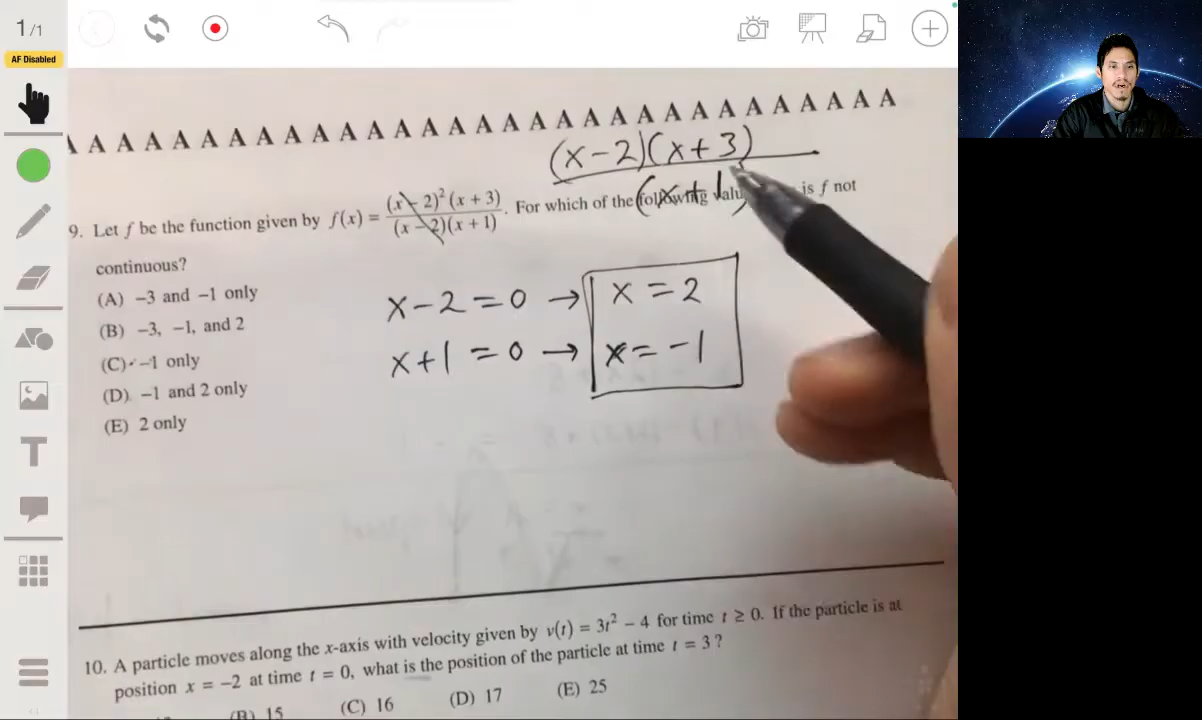 1/1
AF Disabled
A A A A A A A A A A A A A A A A A A A A A A A A A A A A A A
(x-2)(x+3)
(x+1)
9. Let f be the function given by f(x) = (x - 2)² (x + 3) / (x - 2)(x + 1). For which of the following is f not
continuous?
(A) -3 and -1 only
(B) -3, -1, and 2
(C) -1 only
(D) -1 and 2 only
(E) 2 only
x-2=0 → x=2
x+1=0 → x=-1
10. A particle moves along the x-axis with velocity given by v(t) = 3t² - 4 for time t ≥ 0. If the particle is at
position x = -2 at time t = 0, what is the position of the particle at time t = 3 ?
(B) 15 (C) 16 (D) 17 (E) 25
T